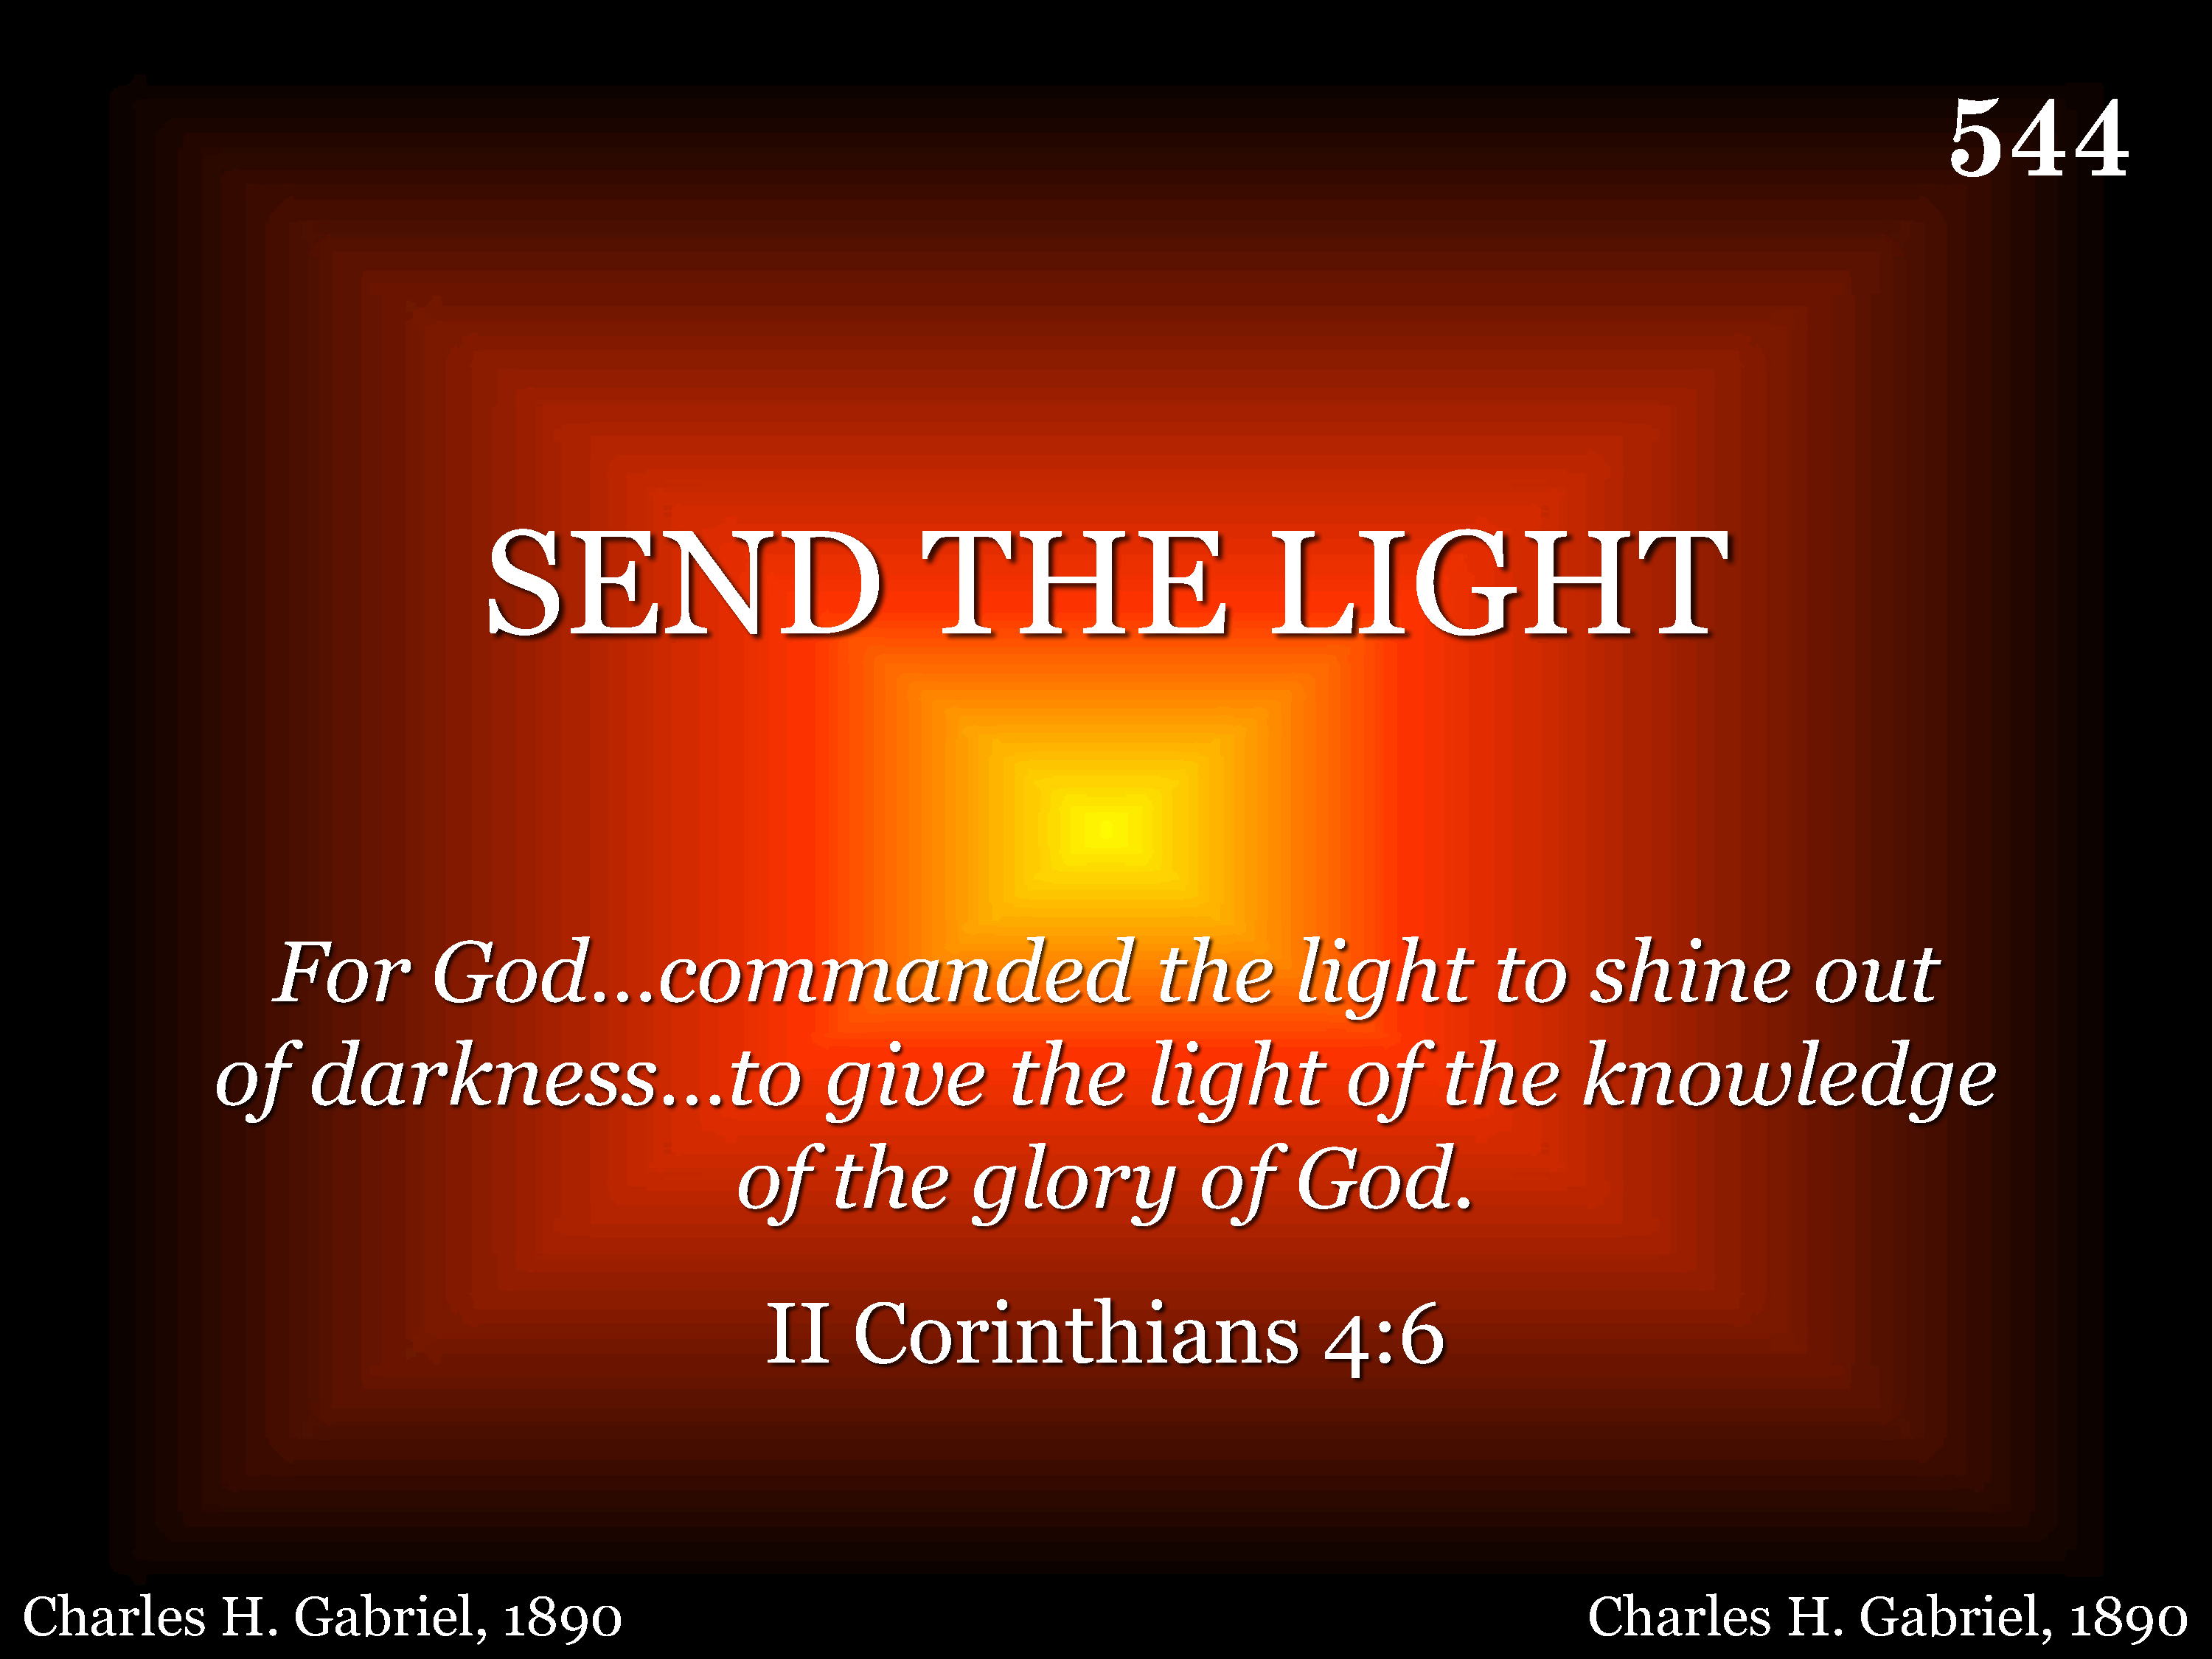 544
SEND THE LIGHT
For God…commanded the light to shine out
of darkness…to give the light of the knowledge
of the glory of God.
II Corinthians 4:6
Charles H. Gabriel, 1890
Charles H. Gabriel, 1890